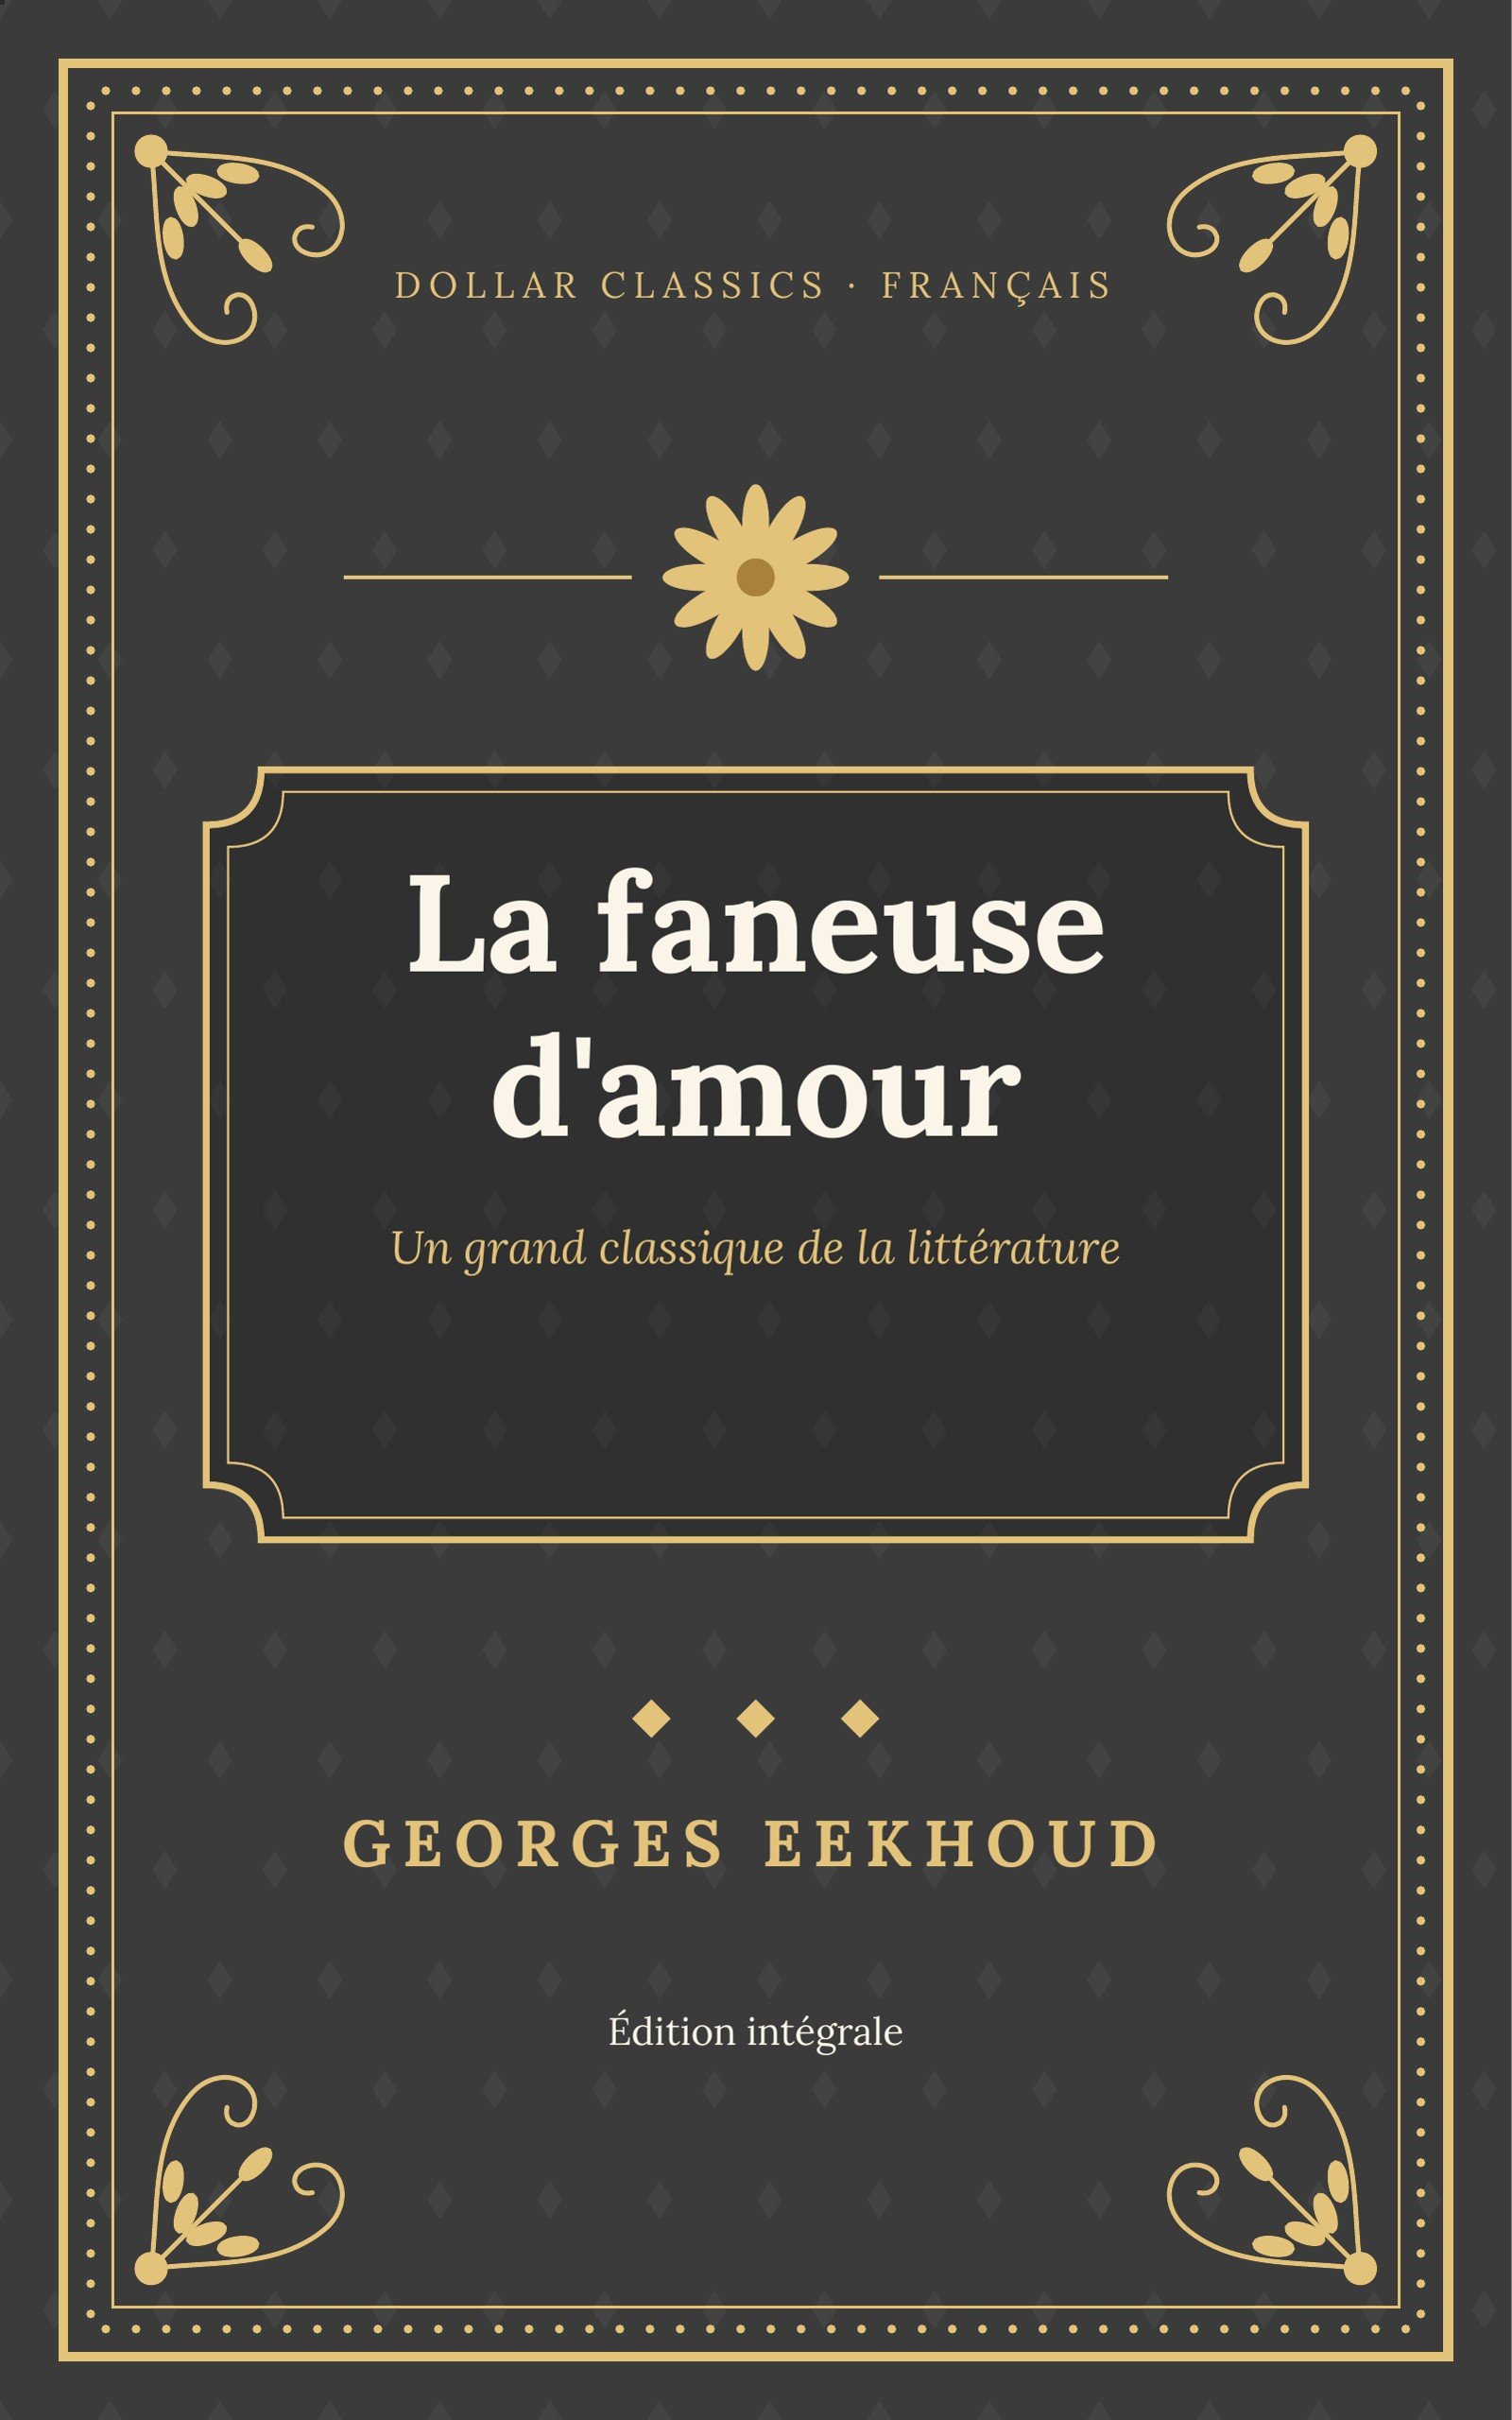 DOLLAR CLASSICS · FRANÇAIS
La faneuse
d'amour
Un grand classique de la littérature
GEORGES EEKHOUD
Édition intégrale